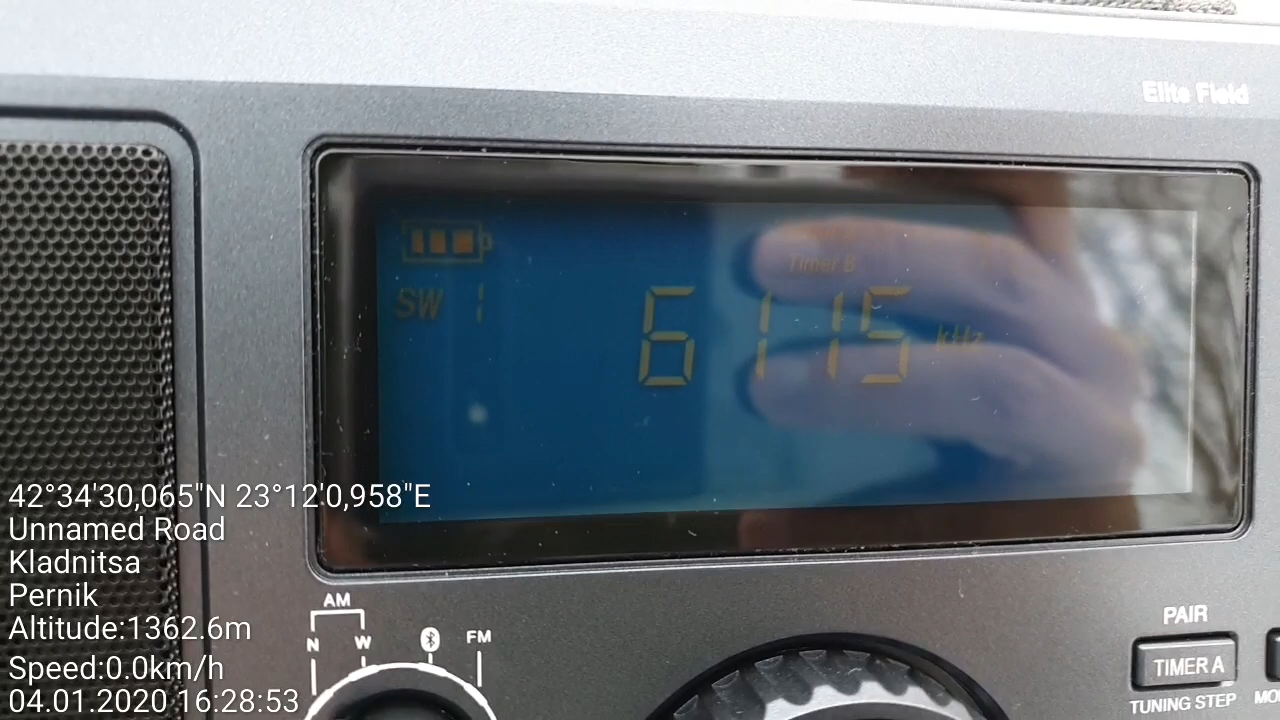 Elite Field
Timer B
SW 1
6115 kHz
42°34'30,065"N 23°12'0,958"E
Unnamed Road
Kladnitsa
Pernik
Altitude:1362.6m
Speed:0.0km/h
04.01.2020 16:28:53
AM
N W FM
PAIR
TIMER A
TUNING STEP